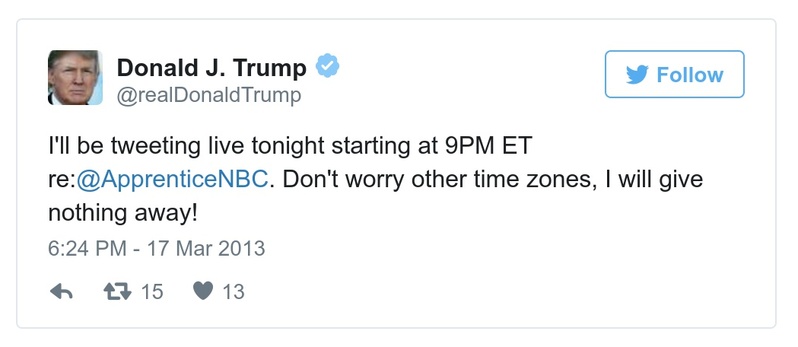 Donald J. Trump
Follow
@realDonaldTrump
I'll be tweeting live tonight starting at 9PM ET
re:@ApprenticeNBC. Don't worry other time zones, I will give
nothing away!
6:24 PM - 17 Mar 2013
15 13